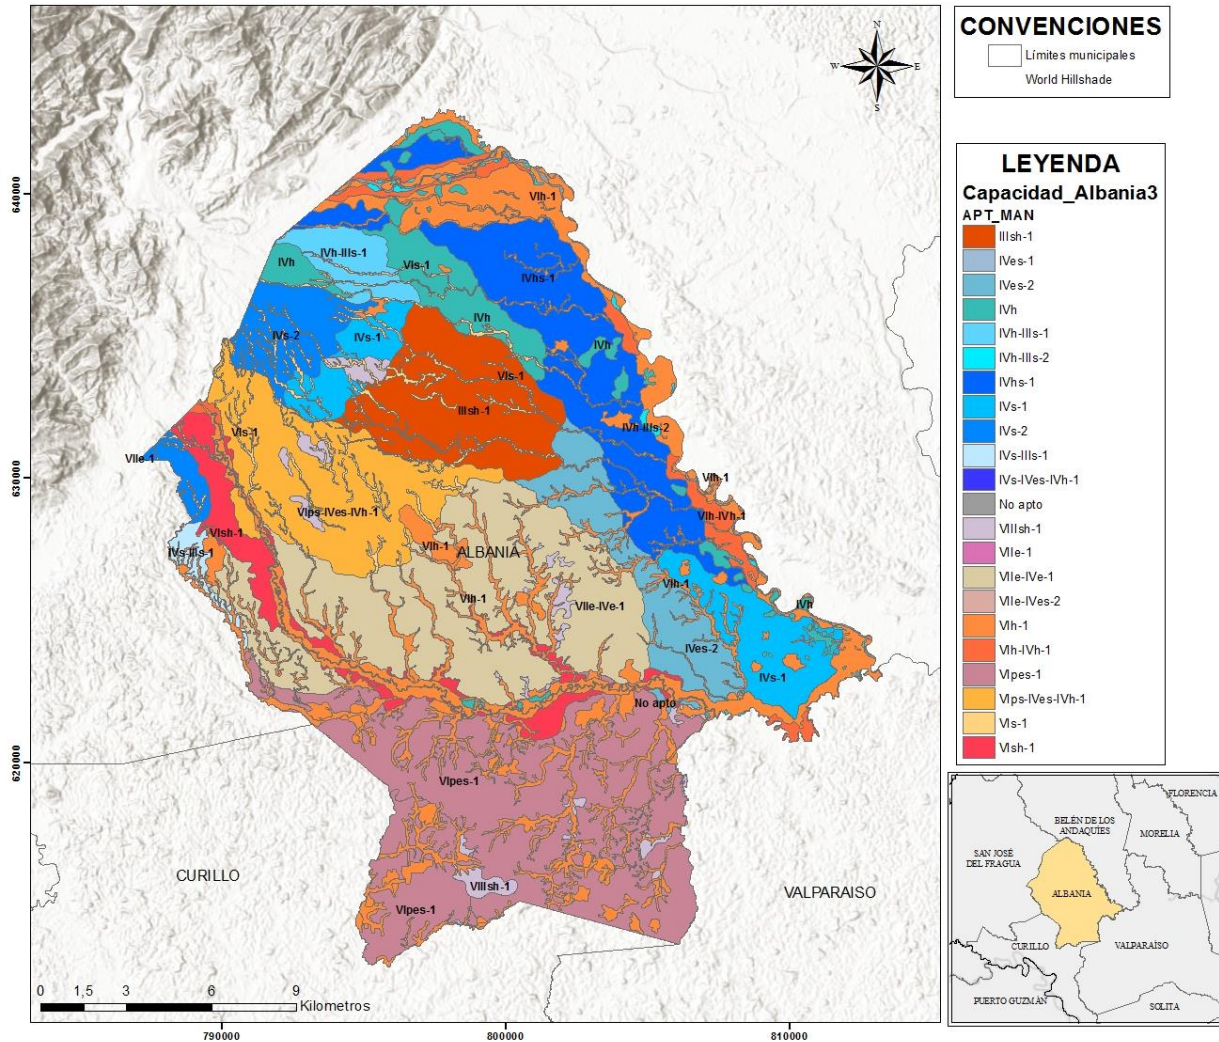 N
W
E
S
640000
630000
620000
790000
800000
810000
VIh-1
IVh-IIIs-1
IVh
VIs-1
IVhs-1
IVh
IVs-2
IVs-1
IVh
VIs-1
IIIsh-1
IVh-IIIs-2
VIs-1
VIIe-1
VIh-1
VIps-IVes-IVh-1
VIh-IVh-1
VIsh-1
VIh-1
ALBANIA
IVs-IIIs-1
VIh-1
VIh-1
VIIe-IVe-1
IVh
IVes-2
IVs-1
No apto
VIpes-1
CURILLO
VIIIsh-1
VALPARAISO
VIpes-1
0 1,5 3 6 9
Kilometros
CONVENCIONES
Límites municipales
World Hillshade
LEYENDA
Capacidad_Albania3
APT_MAN
IIIsh-1
IVes-1
IVes-2
IVh
IVh-IIIs-1
IVh-IIIs-2
IVhs-1
IVs-1
IVs-2
IVs-IIIs-1
IVs-IVes-IVh-1
No apto
VIIIsh-1
VIIe-1
VIIe-IVe-1
VIIe-IVes-2
VIh-1
VIh-IVh-1
VIpes-1
VIps-IVes-IVh-1
VIs-1
VIsh-1
FLORENCIA
BELÉN DE LOS
ANDAQUÍES
MORELIA
SAN JOSÉ
DEL FRAGUA
ALBANIA
CURILLO
VALPARAÍSO
PUERTO GUZMÁN
SOLITA